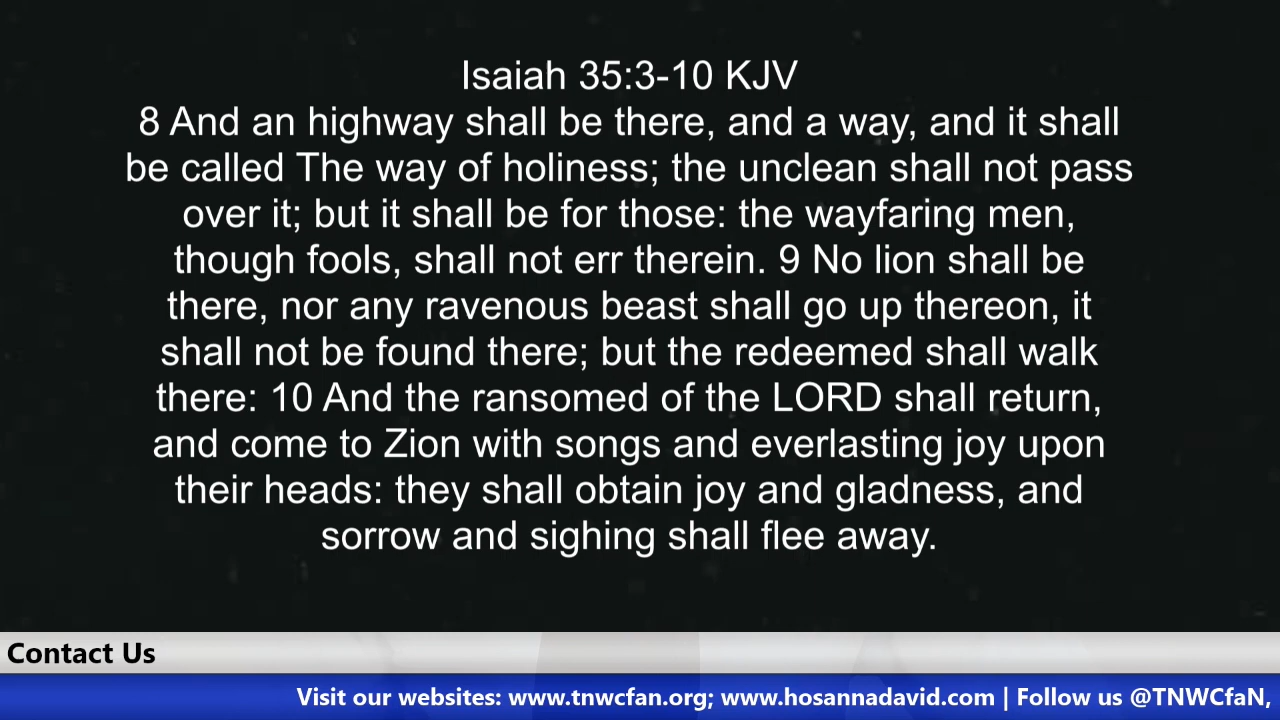 Isaiah 35:3-10 KJV
8 And an highway shall be there, and a way, and it shall
be called The way of holiness; the unclean shall not pass
over it; but it shall be for those: the wayfaring men,
though fools, shall not err therein. 9 No lion shall be
there, nor any ravenous beast shall go up thereon, it
shall not be found there; but the redeemed shall walk
there: 10 And the ransomed of the LORD shall return,
and come to Zion with songs and everlasting joy upon
their heads: they shall obtain joy and gladness, and
sorrow and sighing shall flee away.
Contact Us
Visit our websites: www.tnwcfan.org; www.hosannadavid.com | Follow us @TNWCfaN,